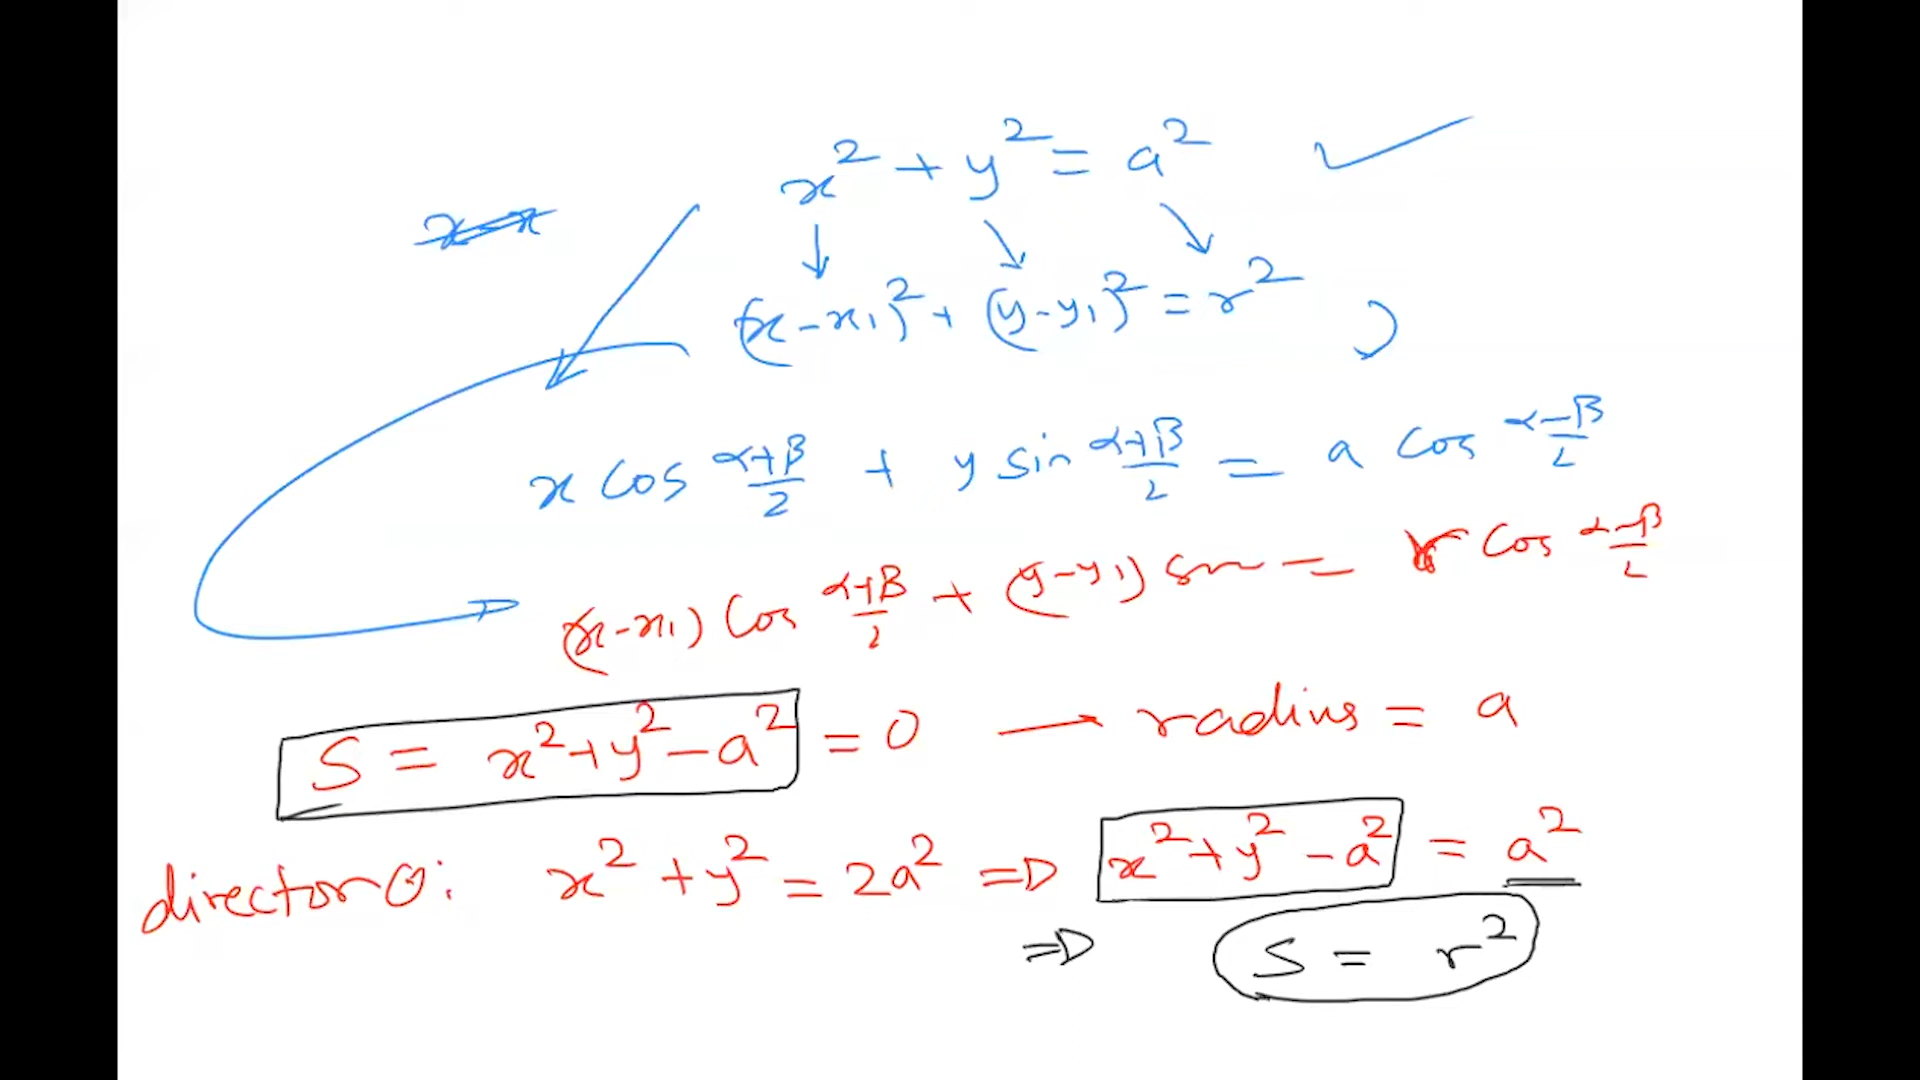 x² + y² = a² ✓
(x-x₁)² + (y-y₁)² = r²
x cos (α+β)/2 + y sin (α+β)/2 = a cos (α-β)/2
(x-x₁) cos (α+β)/2 + (y-y₁) sin = r cos (α-β)/2
S = x²+y²-a² = 0 → radius = a
director ⊙: x² + y² = 2a² ⇒ x²+y²-a² = a²
⇒ S = r²